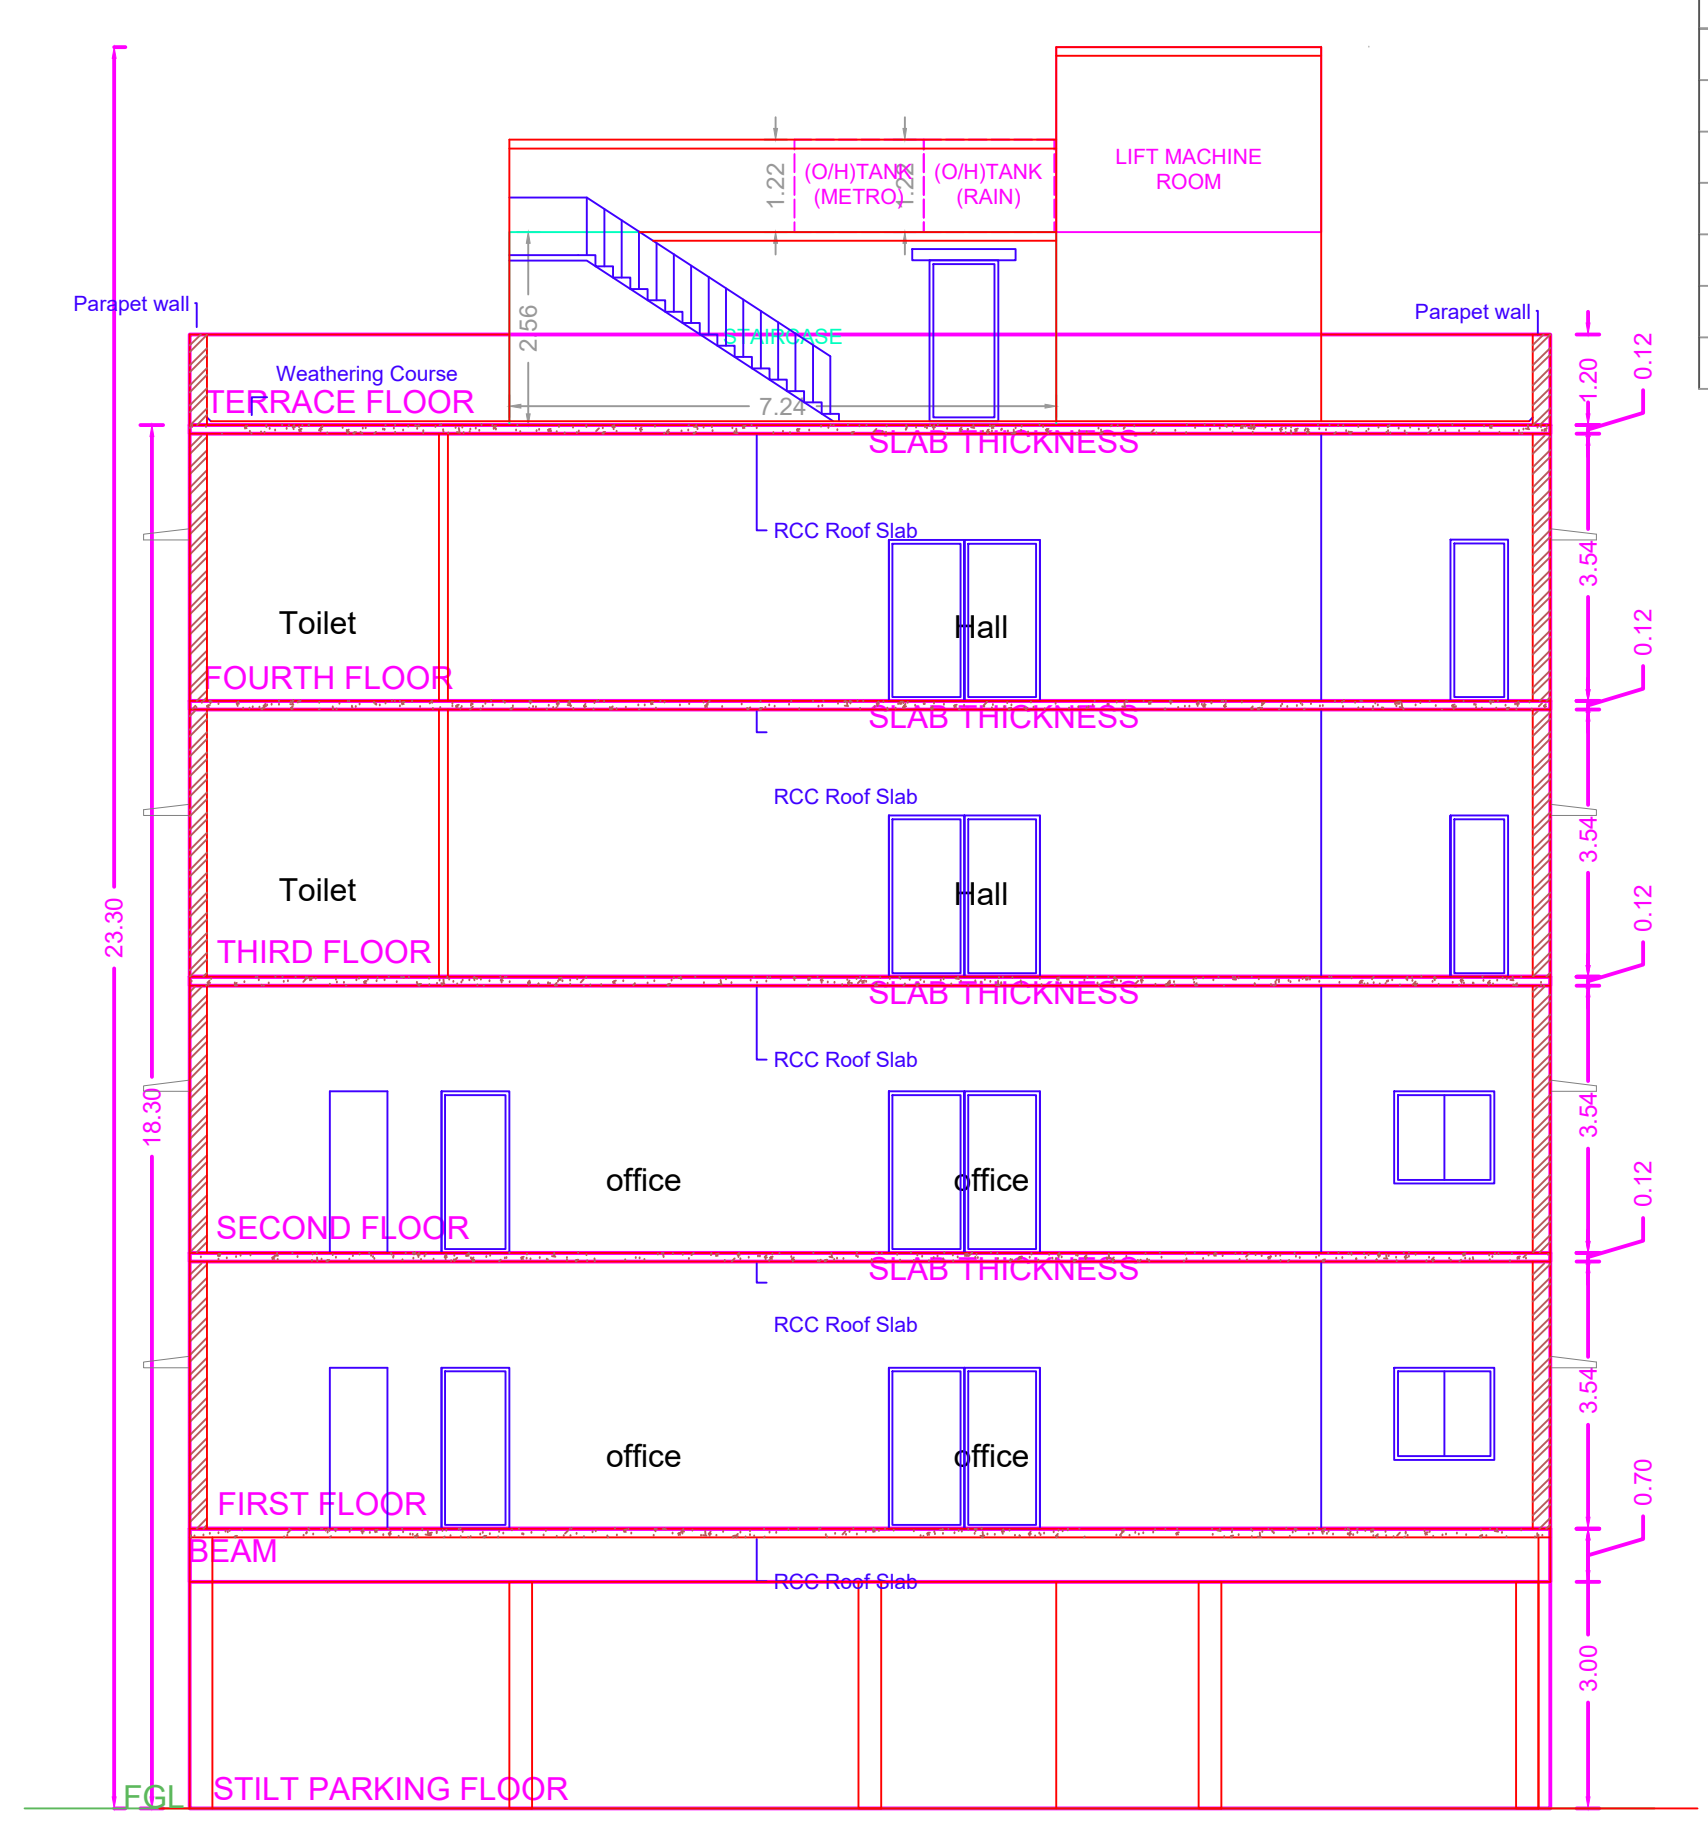 (O/H)TANK
(METRO)
(O/H)TANK
(RAIN)
LIFT MACHINE
ROOM
1.22
1.22
2.56
STAIRCASE
7.24
Parapet wall
Parapet wall
Weathering Course
TERRACE FLOOR
1.20
0.12
SLAB THICKNESS
RCC Roof Slab
3.54
Toilet
Hall
0.12
FOURTH FLOOR
SLAB THICKNESS
RCC Roof Slab
3.54
Toilet
Hall
0.12
23.30
THIRD FLOOR
SLAB THICKNESS
RCC Roof Slab
18.30
3.54
office
office
0.12
SECOND FLOOR
SLAB THICKNESS
RCC Roof Slab
3.54
office
office
0.70
FIRST FLOOR
BEAM
RCC Roof Slab
3.00
FGL
STILT PARKING FLOOR